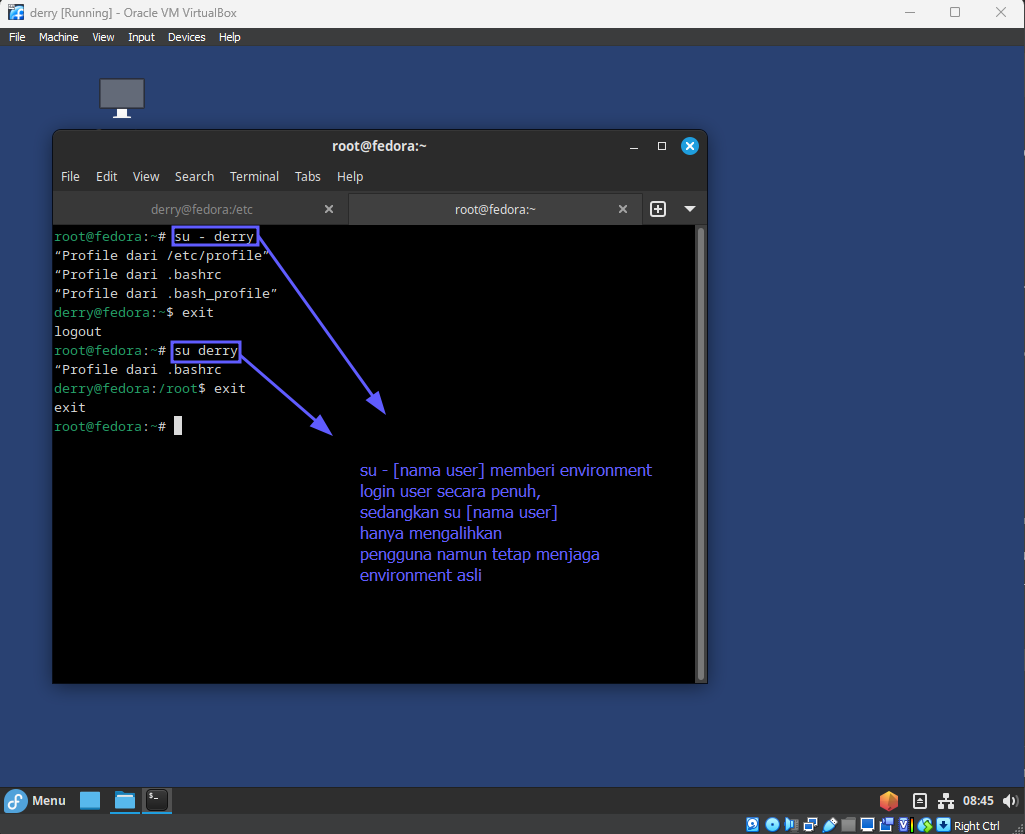 derry [Running] - Oracle VM VirtualBox
File Machine View Input Devices Help
root@fedora:~
File Edit View Search Terminal Tabs Help
derry@fedora:/etc
root@fedora:~
root@fedora:~# su - derry
“Profile dari /etc/profile”
“Profile dari .bashrc
“Profile dari .bash_profile”
derry@fedora:~$ exit
logout
root@fedora:~# su derry
“Profile dari .bashrc
derry@fedora:/root$ exit
exit
root@fedora:~#
su - [nama user] memberi environment
login user secara penuh,
sedangkan su [nama user]
hanya mengalihkan
pengguna namun tetap menjaga
environment asli
Menu
08:45
Right Ctrl